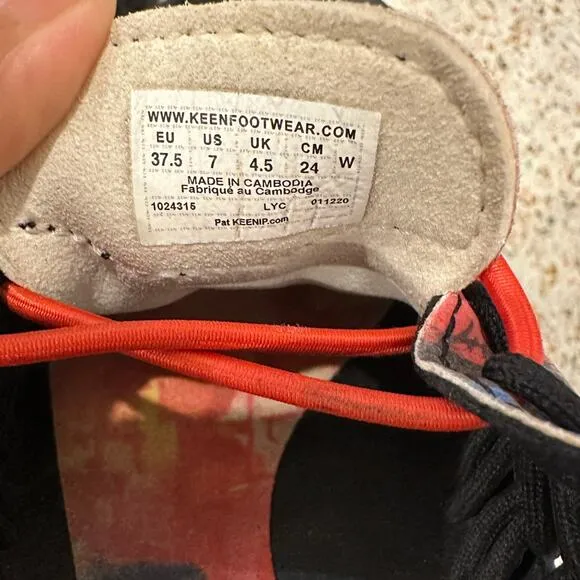 WWW.KEENFOOTWEAR.COM
EU US UK CM
37.5 7 4.5 24 W
MADE IN CAMBODIA
Fabriqué au Cambodge
1024315 LYC 011220
Pat KEENIP.com